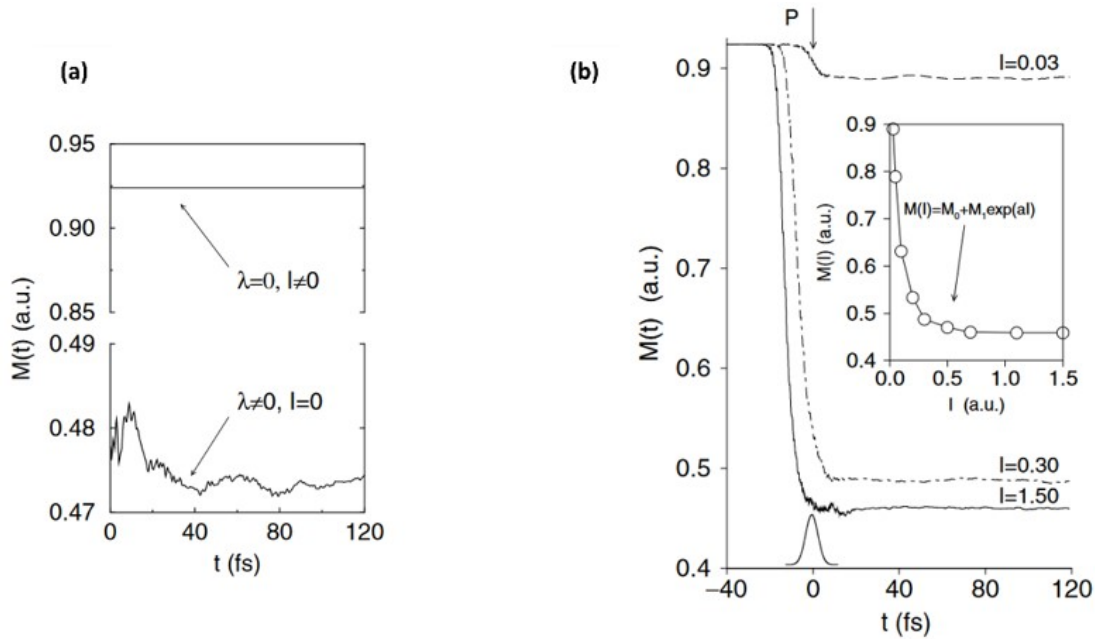 (a)
0.95
0.90
0.85
λ=0, I≠0
M(t) (a.u.)
0.49
0.48
0.47
λ≠0, I=0
0 40 80 120
t (fs)
(b)
P
I=0.03
0.9
0.8
0.7
0.6
0.5
0.4
M(t) (a.u.)
0.9
0.8
0.7
0.6
0.5
0.4
M(I) (a.u.)
M(I)=M₀+M₁exp(aI)
0.0 0.5 1.0 1.5
I (a.u.)
I=0.30
I=1.50
−40 0 40 80 120
t (fs)